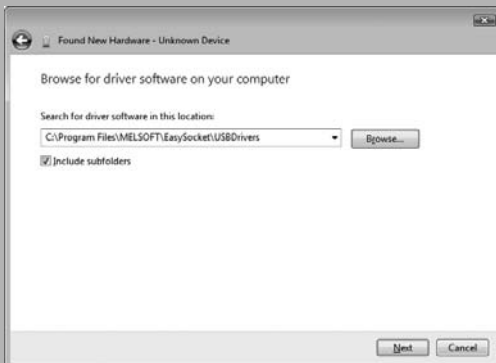 Found New Hardware - Unknown Device
Browse for driver software on your computer
Search for driver software in this location:
C:\Program Files\MELSOFT\EasySocket\USBDrivers
Browse...
Include subfolders
Next
Cancel